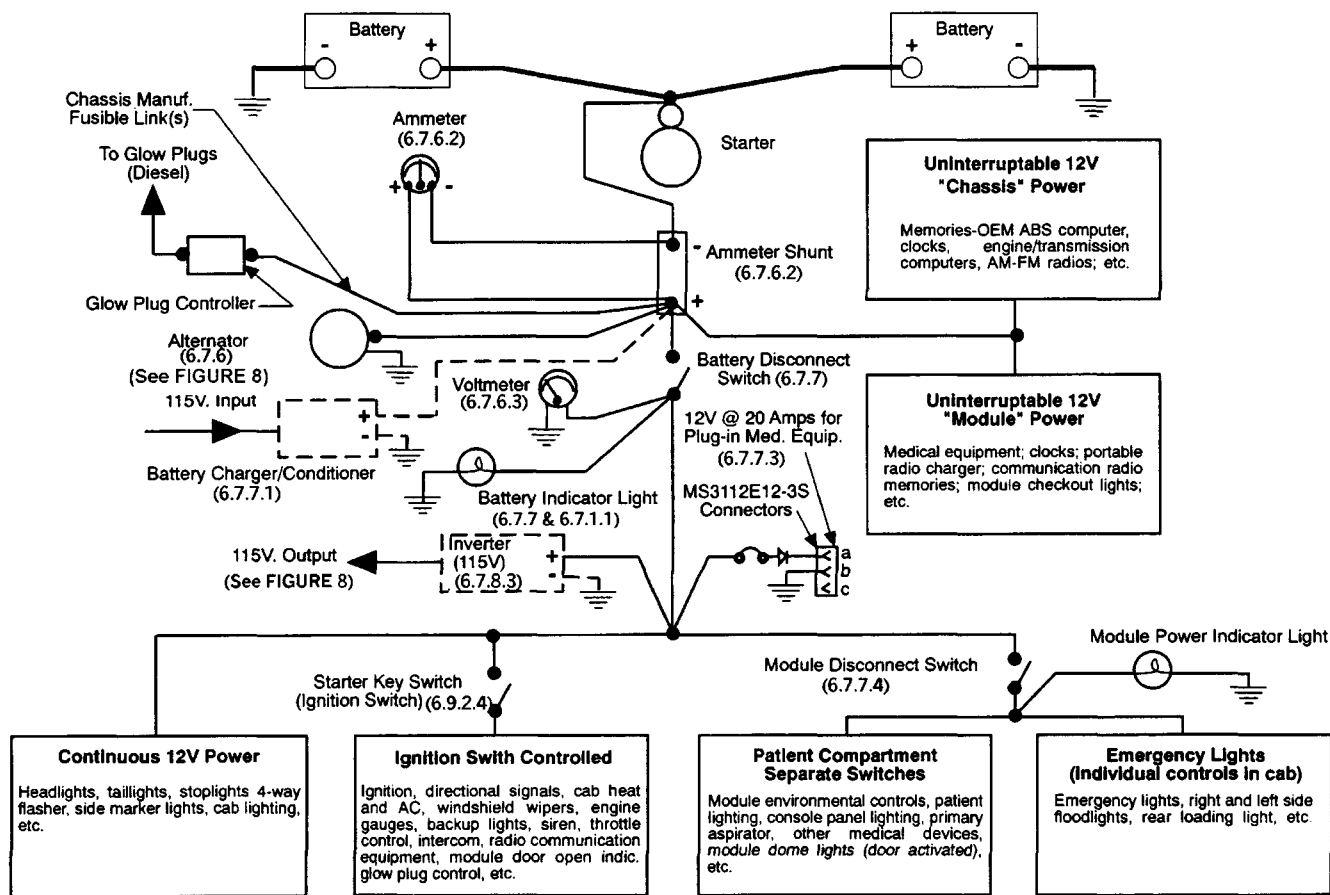 Battery
- +
Battery
+ -
Chassis Manuf.
Fusible Link(s)
To Glow Plugs
(Diesel)
Ammeter
(6.7.6.2)
+ -
Starter
Glow Plug Controller
Ammeter Shunt
(6.7.6.2)
-
+
Uninterruptable 12V
"Chassis" Power
Memories-OEM ABS computer,
clocks, engine/transmission
computers, AM-FM radios; etc.
Alternator
(6.7.6)
(See FIGURE 8)
115V. Input
+
-
Battery Charger/Conditioner
(6.7.7.1)
Voltmeter
(6.7.6.3)
Battery Disconnect
Switch (6.7.7)
12V @ 20 Amps for
Plug-in Med. Equip.
(6.7.7.3)
MS3112E12-3S
Connectors
a
b
c
Uninterruptable 12V
"Module" Power
Medical equipment; clocks; portable
radio charger; communication radio
memories; module checkout lights;
etc.
Battery Indicator Light
(6.7.7 & 6.7.1.1)
115V. Output
(See FIGURE 8)
Inverter
(115V)
(6.7.8.3)
+
-
Starter Key Switch
(Ignition Switch) (6.9.2.4)
Module Disconnect Switch
(6.7.7.4)
Module Power Indicator Light
Continuous 12V Power
Headlights, taillights, stoplights 4-way
flasher, side marker lights, cab lighting,
etc.
Ignition Swith Controlled
Ignition, directional signals, cab heat
and AC, windshield wipers, engine
gauges, backup lights, siren, throttle
control, intercom, radio communication
equipment, module door open indic.
glow plug control, etc.
Patient Compartment
Separate Switches
Module environmental controls, patient
lighting, console panel lighting, primary
aspirator, other medical devices,
module dome lights (door activated),
etc.
Emergency Lights
(Individual controls in cab)
Emergency lights, right and left side
floodlights, rear loading light, etc.